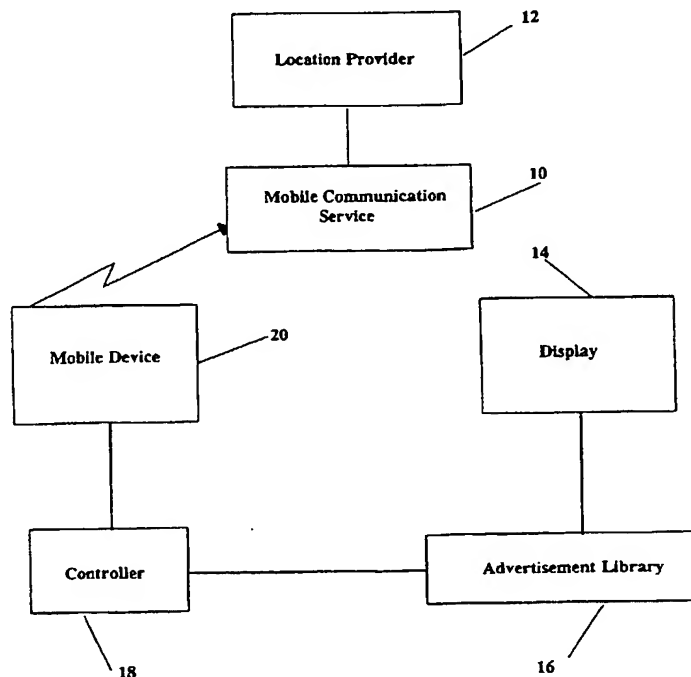 12
Location Provider
Mobile Communication
Service
10
14
Mobile Device
20
Display
Controller
Advertisement Library
18
16